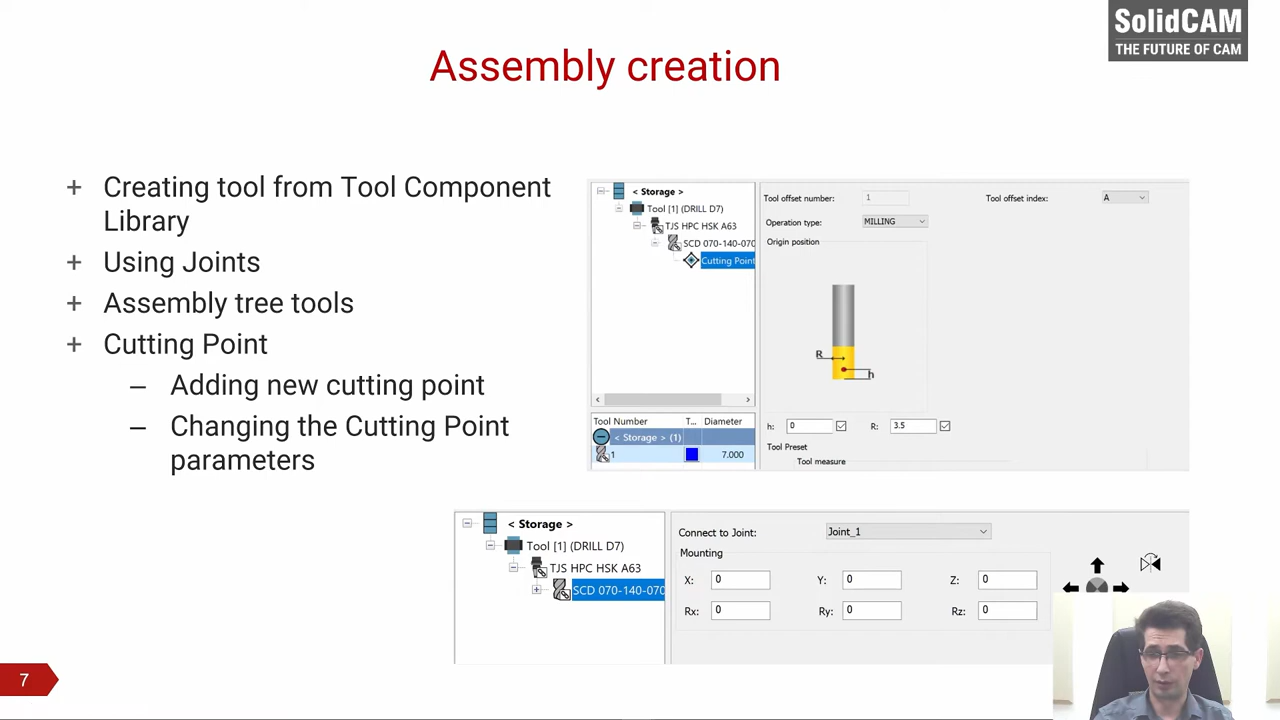 SolidCAM
THE FUTURE OF CAM
Assembly creation
+ Creating tool from Tool Component
Library
+ Using Joints
+ Assembly tree tools
+ Cutting Point
– Adding new cutting point
– Changing the Cutting Point
parameters
< Storage >
Tool [1] (DRILL D7)
TJS HPC HSK A63
SCD 070-140-070
Cutting Point
Tool offset number: 1
Tool offset index: A
Operation type: MILLING
Origin position
R
h
h: 0
R: 3.5
Tool Preset
Tool measure
Tool Number T... Diameter
< Storage > (1)
1 7.000
< Storage >
Tool [1] (DRILL D7)
TJS HPC HSK A63
SCD 070-140-070
Connect to Joint: Joint_1
Mounting
X: 0 Y: 0 Z: 0
Rx: 0 Ry: 0 Rz: 0
7